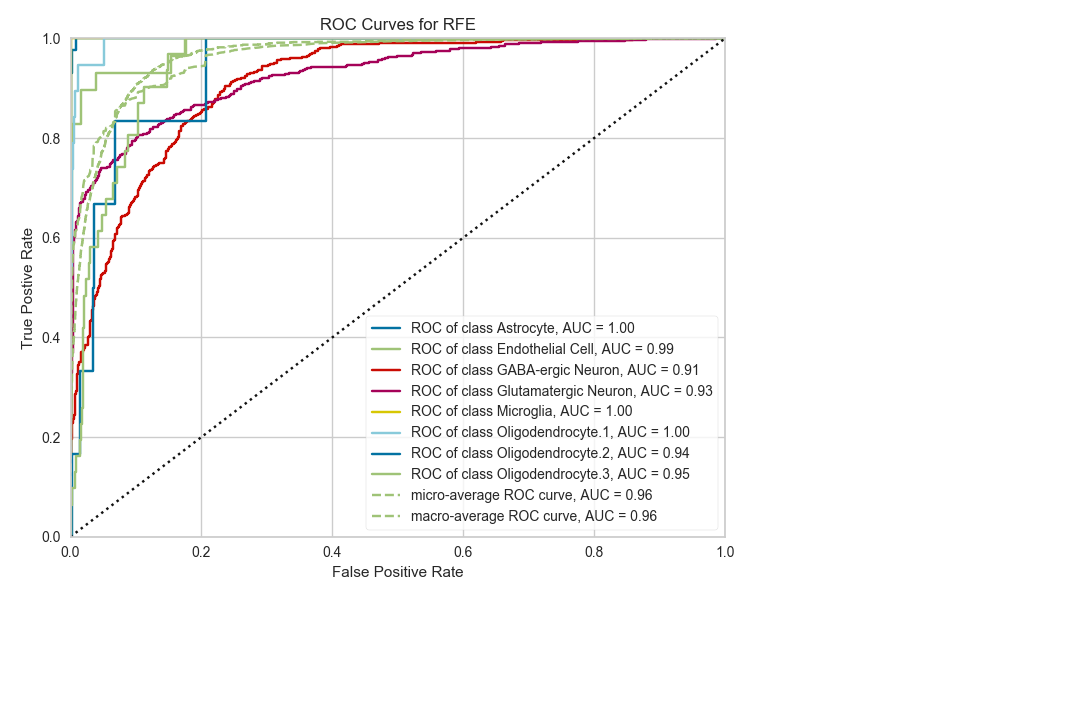 ROC Curves for RFE
1.0
0.8
0.6
0.4
0.2
0.0
True Postive Rate
ROC of class Astrocyte, AUC = 1.00
ROC of class Endothelial Cell, AUC = 0.99
ROC of class GABA-ergic Neuron, AUC = 0.91
ROC of class Glutamatergic Neuron, AUC = 0.93
ROC of class Microglia, AUC = 1.00
ROC of class Oligodendrocyte.1, AUC = 1.00
ROC of class Oligodendrocyte.2, AUC = 0.94
ROC of class Oligodendrocyte.3, AUC = 0.95
micro-average ROC curve, AUC = 0.96
macro-average ROC curve, AUC = 0.96
0.0 0.2 0.4 0.6 0.8 1.0
False Positive Rate